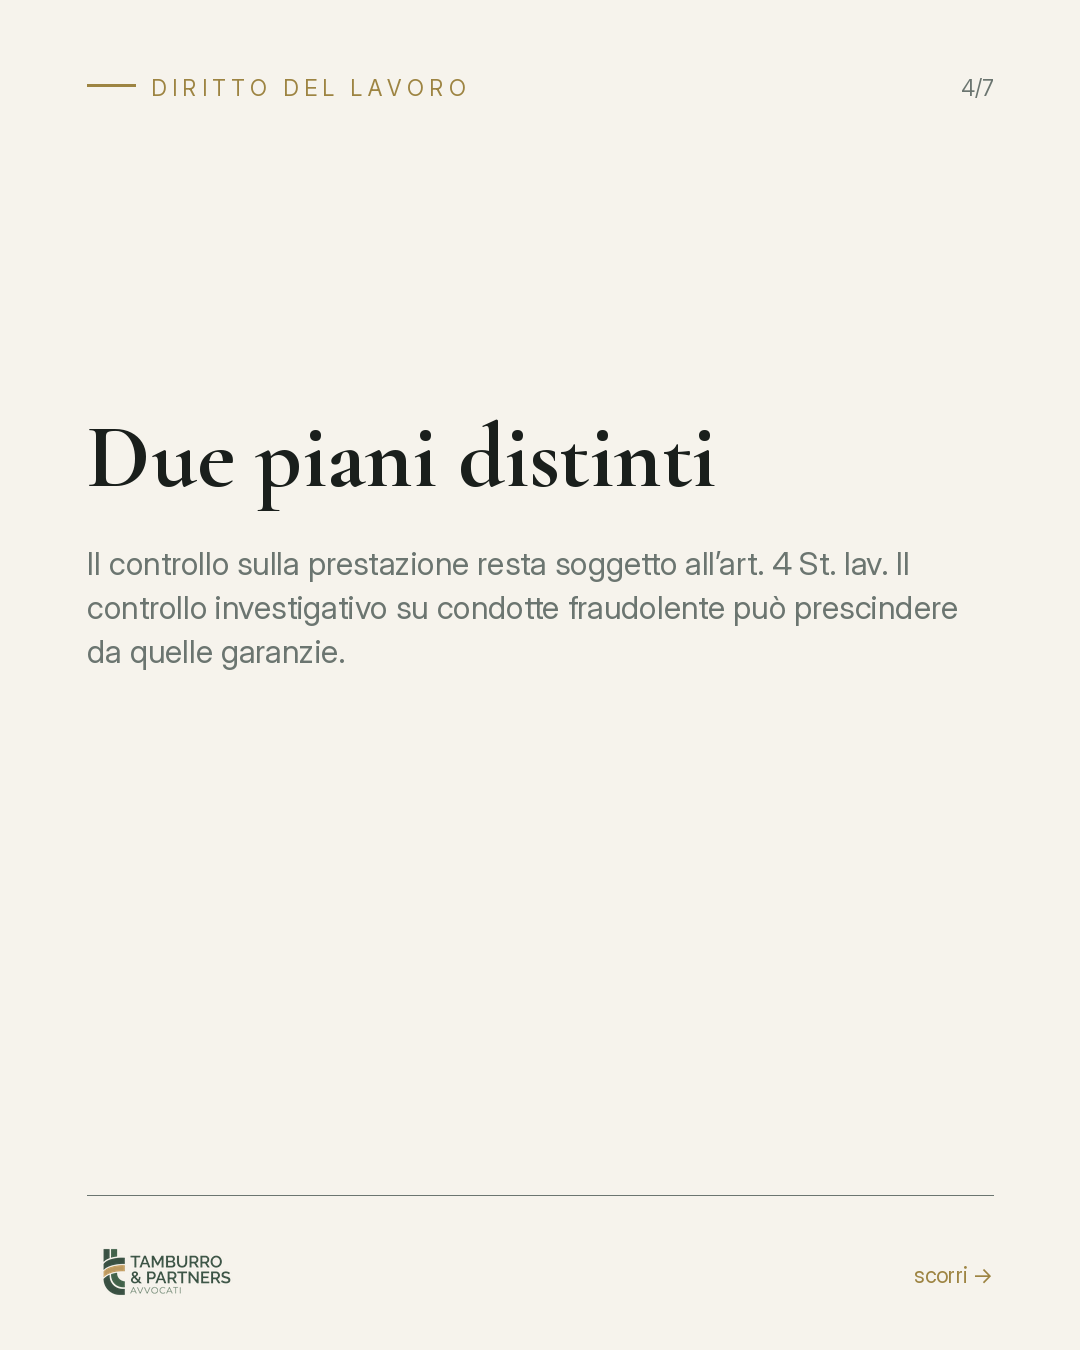 DIRITTO DEL LAVORO
4/7
Due piani distinti
Il controllo sulla prestazione resta soggetto all’art. 4 St. lav. Il
controllo investigativo su condotte fraudolente può prescindere
da quelle garanzie.
TAMBURRO
& PARTNERS
AVVOCATI
scorri →